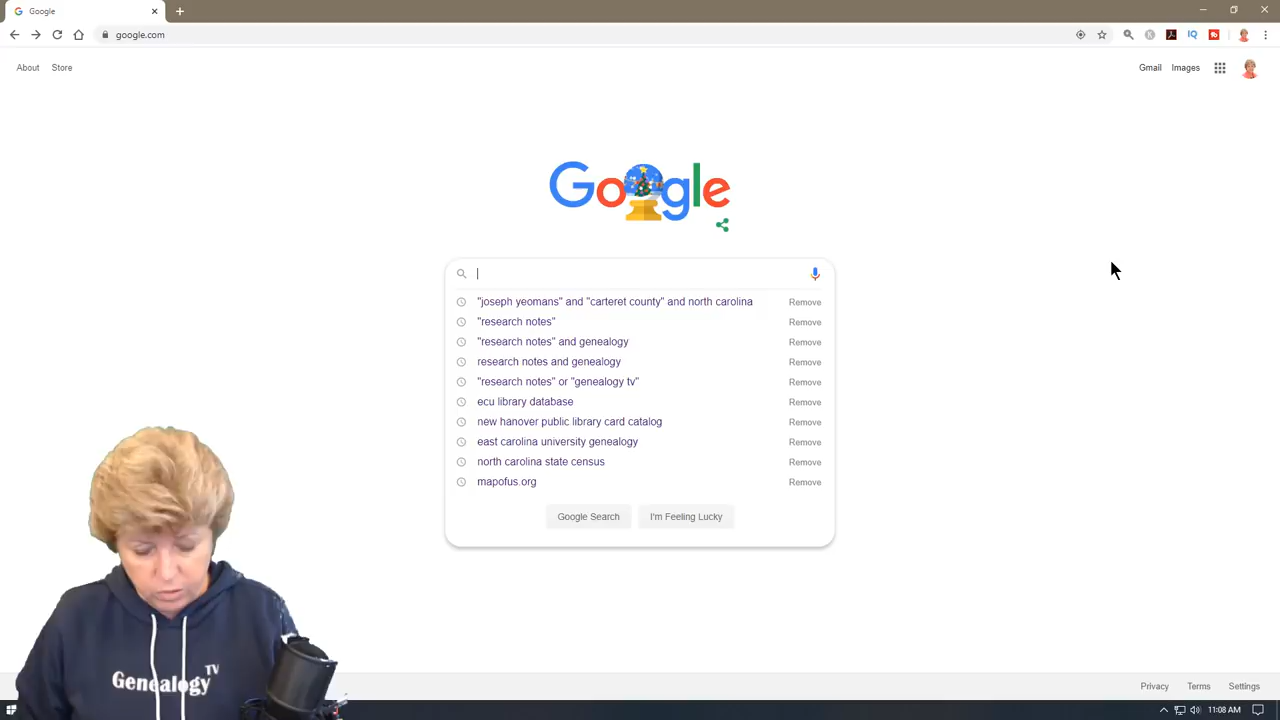 Google
google.com
IQ
About
Store
Gmail
Images
Google
"joseph yeomans" and "carteret county" and north carolina
Remove
"research notes"
Remove
"research notes" and genealogy
Remove
research notes and genealogy
Remove
"research notes" or "genealogy tv"
Remove
ecu library database
Remove
new hanover public library card catalog
Remove
east carolina university genealogy
Remove
north carolina state census
Remove
mapofus.org
Remove
Google Search
I'm Feeling Lucky
Genealogy TV
Privacy
Terms
Settings
11:08 AM